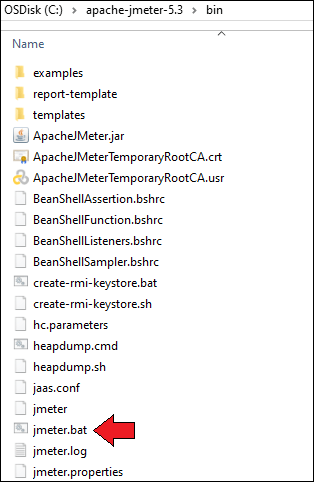 OSDisk (C:) > apache-jmeter-5.3 > bin
Name
examples
report-template
templates
ApacheJMeter.jar
ApacheJMeterTemporaryRootCA.crt
ApacheJMeterTemporaryRootCA.usr
BeanShellAssertion.bshrc
BeanShellFunction.bshrc
BeanShellListeners.bshrc
BeanShellSampler.bshrc
create-rmi-keystore.bat
create-rmi-keystore.sh
hc.parameters
heapdump.cmd
heapdump.sh
jaas.conf
jmeter
jmeter.bat
jmeter.log
jmeter.properties